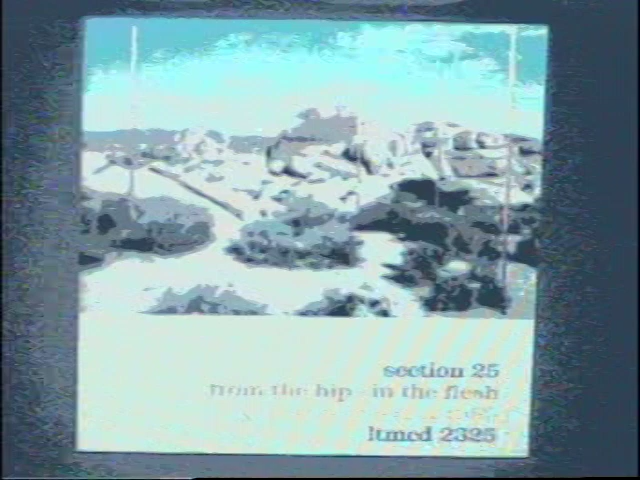 section 25
from the hip - in the flesh
ltmcd 2325